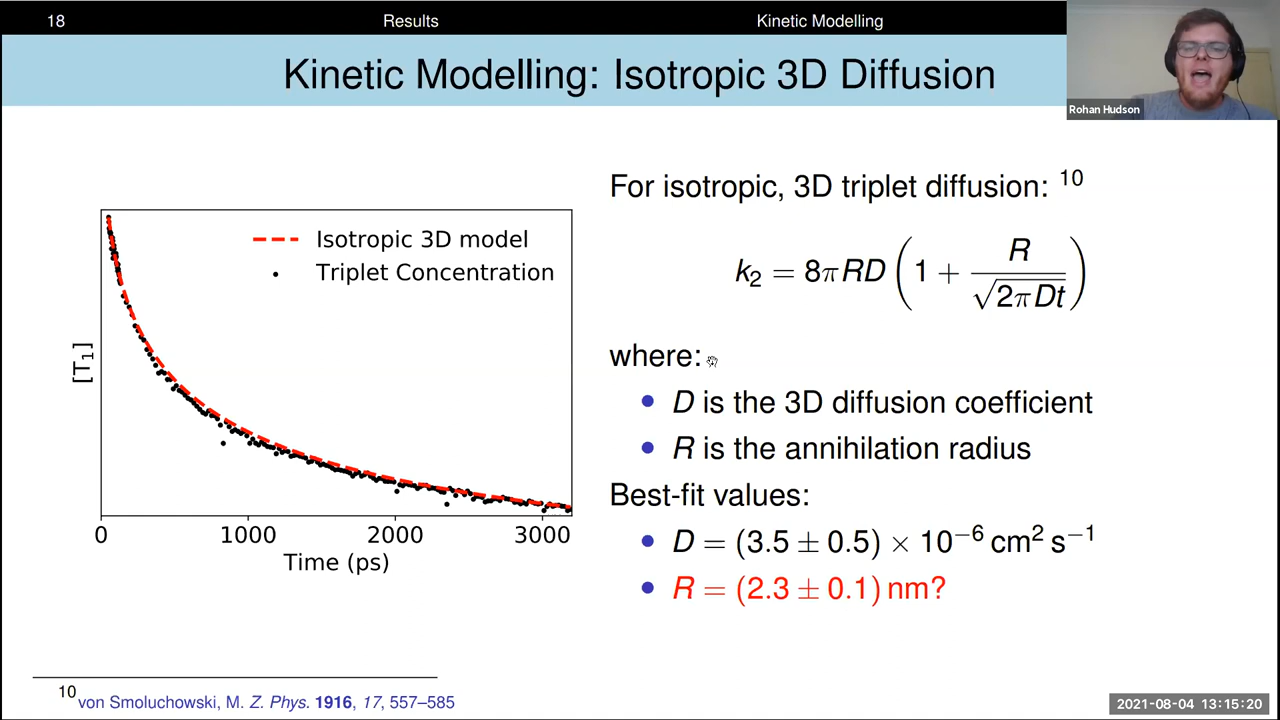 18 Results Kinetic Modelling
Kinetic Modelling: Isotropic 3D Diffusion
Rohan Hudson
Isotropic 3D model
Triplet Concentration
[T₁]
0 1000 2000 3000
Time (ps)
For isotropic, 3D triplet diffusion: ¹⁰
k₂ = 8πRD (1 + R / √(2πDt))
where:
• D is the 3D diffusion coefficient
• R is the annihilation radius
Best-fit values:
• D = (3.5 ± 0.5) × 10⁻⁶ cm² s⁻¹
• R = (2.3 ± 0.1) nm?
¹⁰ von Smoluchowski, M. Z. Phys. 1916, 17, 557–585
2021-08-04 13:15:20